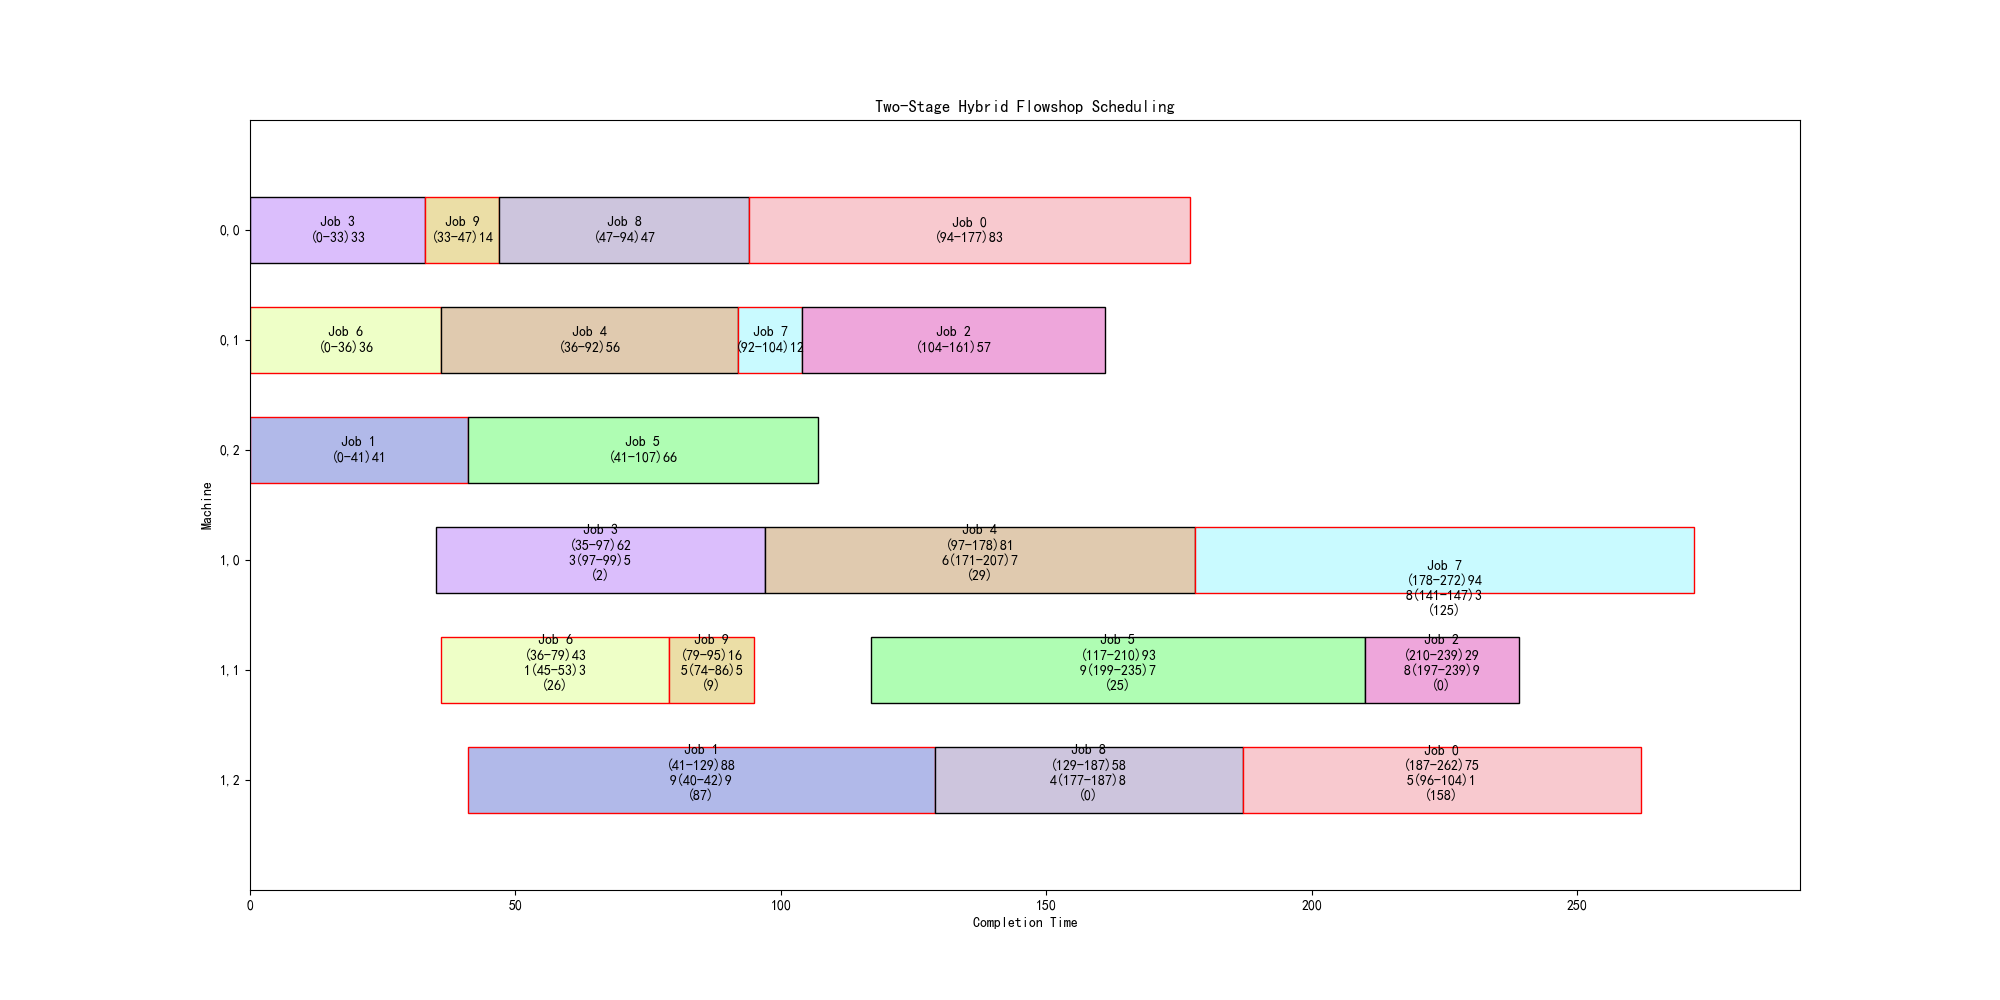 Two-Stage Hybrid Flowshop Scheduling
0,0
Job 3
(0-33)33
Job 9
(33-47)14
Job 8
(47-94)47
Job 0
(94-177)83
0,1
Job 6
(0-36)36
Job 4
(36-92)56
Job 7
(92-104)12
Job 2
(104-161)57
0,2
Job 1
(0-41)41
Job 5
(41-107)66
Machine
1,0
Job 3
(35-97)62
3(97-99)5
(2)
Job 4
(97-178)81
6(171-207)7
(29)
Job 7
(178-272)94
8(141-147)3
(125)
1,1
Job 6
(36-79)43
1(45-53)3
(26)
Job 9
(79-95)16
5(74-86)5
(9)
Job 5
(117-210)93
9(199-235)7
(25)
Job 2
(210-239)29
8(197-239)9
(0)
1,2
Job 1
(41-129)88
9(40-42)9
(87)
Job 8
(129-187)58
4(177-187)8
(0)
Job 0
(187-262)75
5(96-104)1
(158)
0
50
100
150
200
250
Completion Time